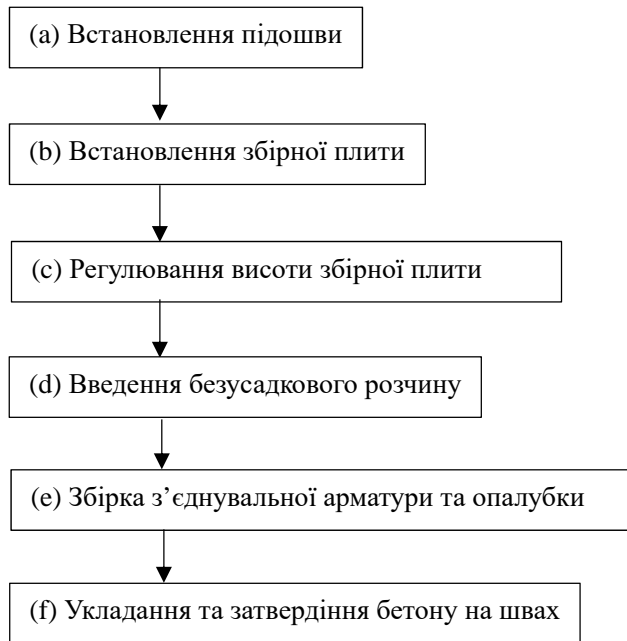 (a) Встановлення підошви
(b) Встановлення збірної плити
(c) Регулювання висоти збірної плити
(d) Введення безусадкового розчину
(e) Збірка з’єднувальної арматури та опалубки
(f) Укладання та затвердіння бетону на швах